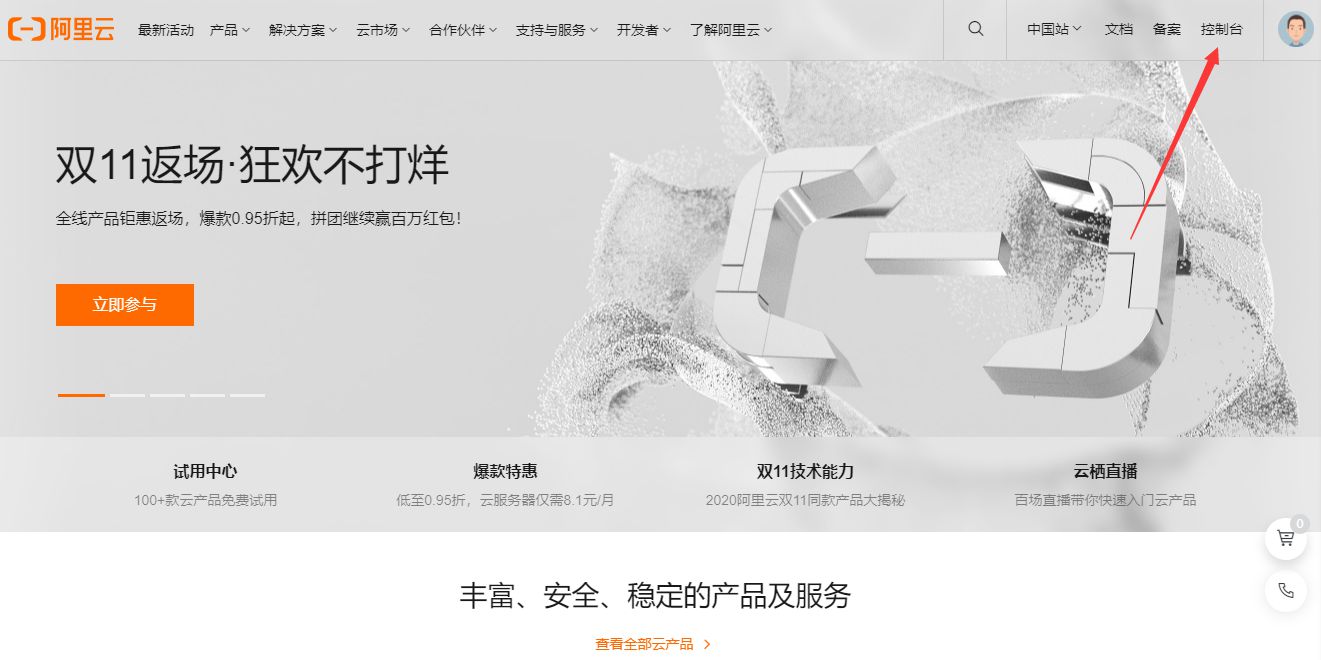 阿里云 最新活动 产品 解决方案 云市场 合作伙伴 支持与服务 开发者 了解阿里云 中国站 文档 备案 控制台
双11返场·狂欢不打烊
全线产品钜惠返场，爆款0.95折起，拼团继续赢百万红包！
立即参与
试用中心 爆款特惠 双11技术能力 云栖直播
100+款云产品免费试用 低至0.95折，云服务器仅需8.1元/月 2020阿里云双11同款产品大揭秘 百场直播带你快速入门云产品
0
丰富、安全、稳定的产品及服务
查看全部云产品